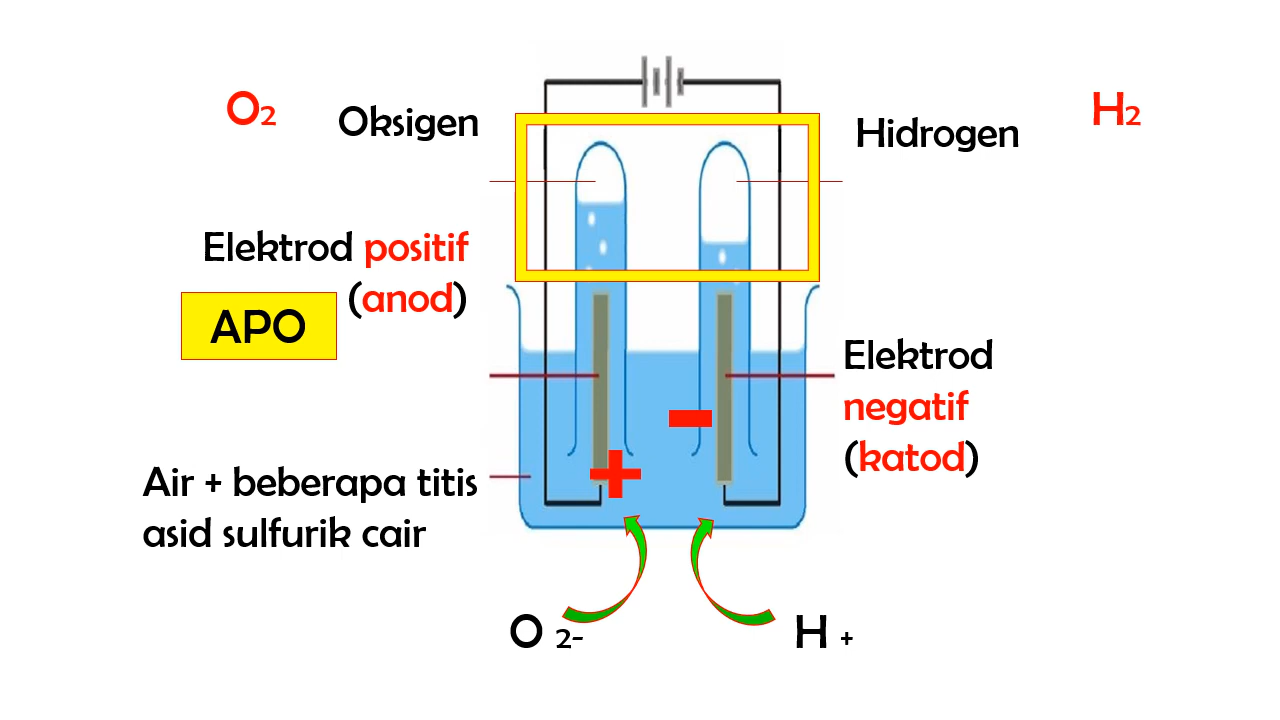 O₂
Oksigen
Hidrogen
H₂
Elektrod positif
(anod)
APO
Elektrod
negatif
(katod)
Air + beberapa titis
asid sulfurik cair
O 2-
H +